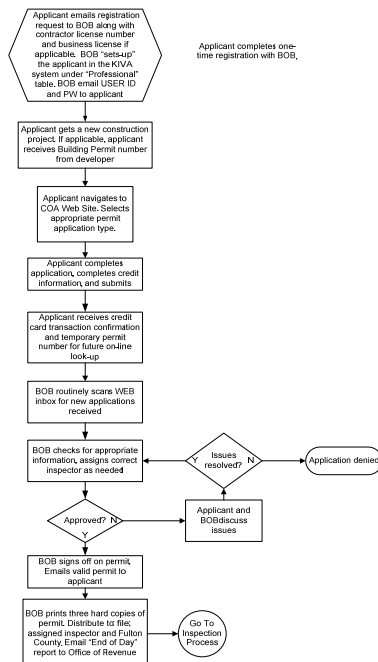 Applicant emails registration
request to BOB along with
contractor license number
and business license if
applicable. BOB "sets-up"
the applicant in the KIVA
system under "Professional"
table. BOB email USER ID
and PW to applicant
Applicant completes one-
time registration with BOB.
Applicant gets a new construction
project. If applicable, applicant
receives Building Permit number
from developer
Applicant navigates to
COA Web Site. Selects
appropriate permit
application type.
Applicant completes
application, completes credit
information, and submits
Applicant receives credit
card transaction confirmation
and temporary permit
number for future on-line
look-up
BOB routinely scans WEB
inbox for new applications
received
BOB checks for appropriate
information, assigns correct
inspector as needed
Y
Issues
resolved?
N
Application denied
Approved?
N
Y
Applicant and
BOBdiscuss
issues
BOB signs off on permit,
Emails valid permit to
applicant
BOB prints three hard copies of
permit. Distribute to file;
assigned inspector and Fulton
County, Email "End of Day"
report to Office of Revenue
Go To
Inspection
Process